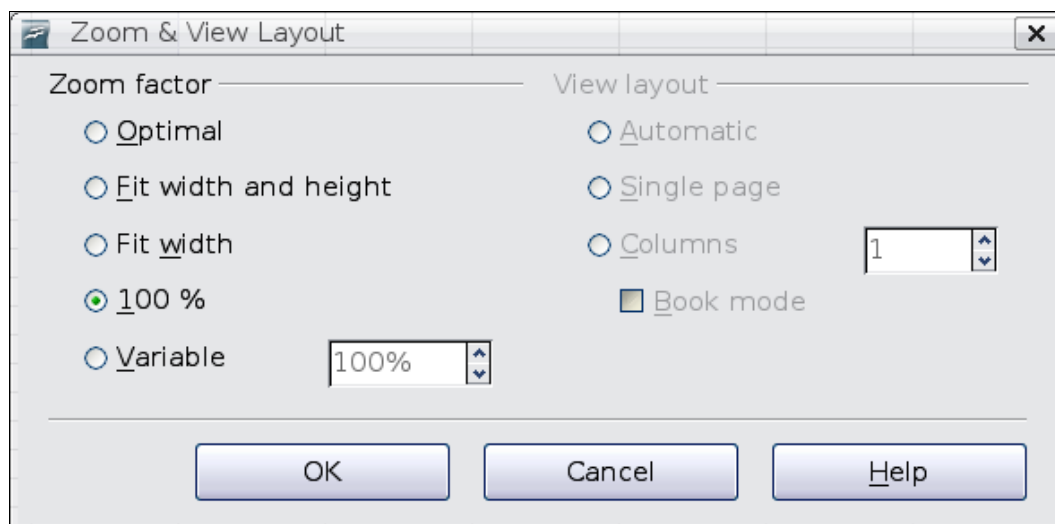 Zoom & View Layout
Zoom factor
Optimal
Fit width and height
Fit width
100 %
Variable 100%
View layout
Automatic
Single page
Columns 1
Book mode
OK Cancel Help